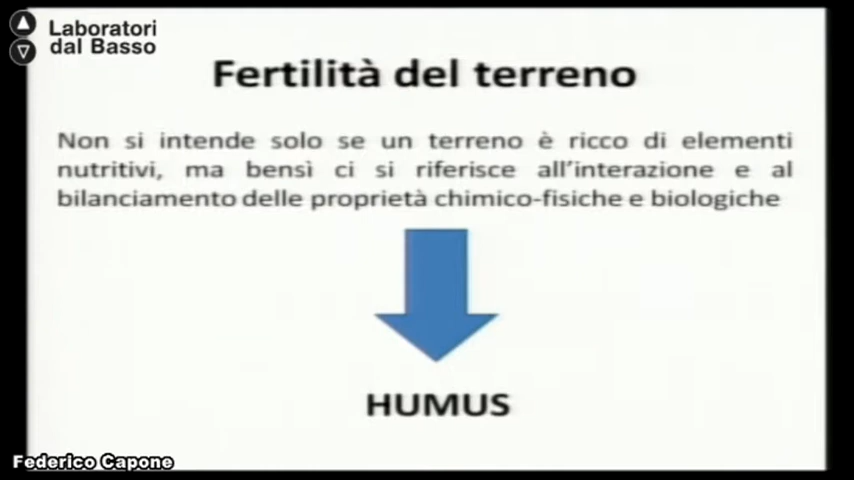 Laboratori
dal Basso
Fertilità del terreno
Non si intende solo se un terreno è ricco di elementi
nutritivi, ma bensì ci si riferisce all'interazione e al
bilanciamento delle proprietà chimico-fisiche e biologiche
HUMUS
Federico Capone